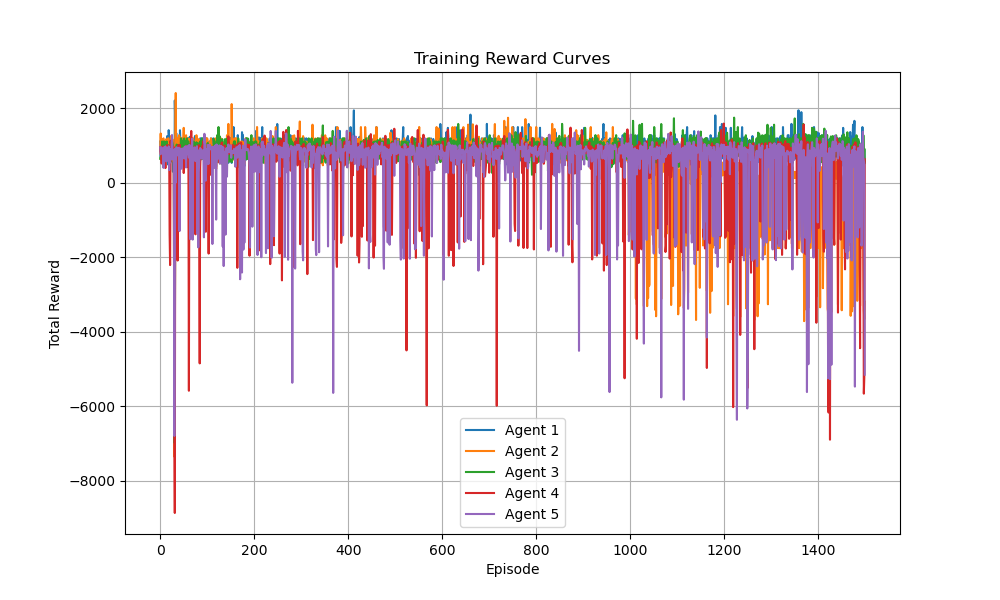 Training Reward Curves
Total Reward
2000
0
−2000
−4000
−6000
−8000
Agent 1
Agent 2
Agent 3
Agent 4
Agent 5
0 200 400 600 800 1000 1200 1400
Episode